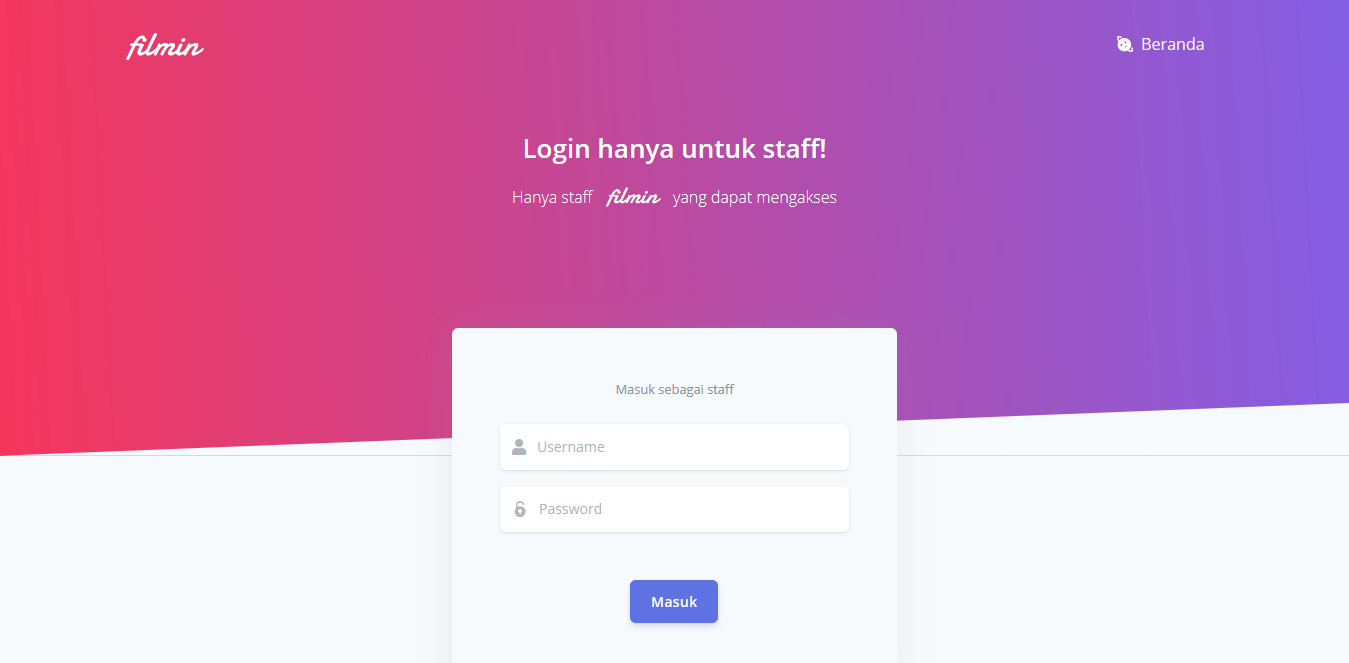 filmin
Beranda
Login hanya untuk staff!
Hanya staff filmin yang dapat mengakses
Masuk sebagai staff
Username
Password
Masuk